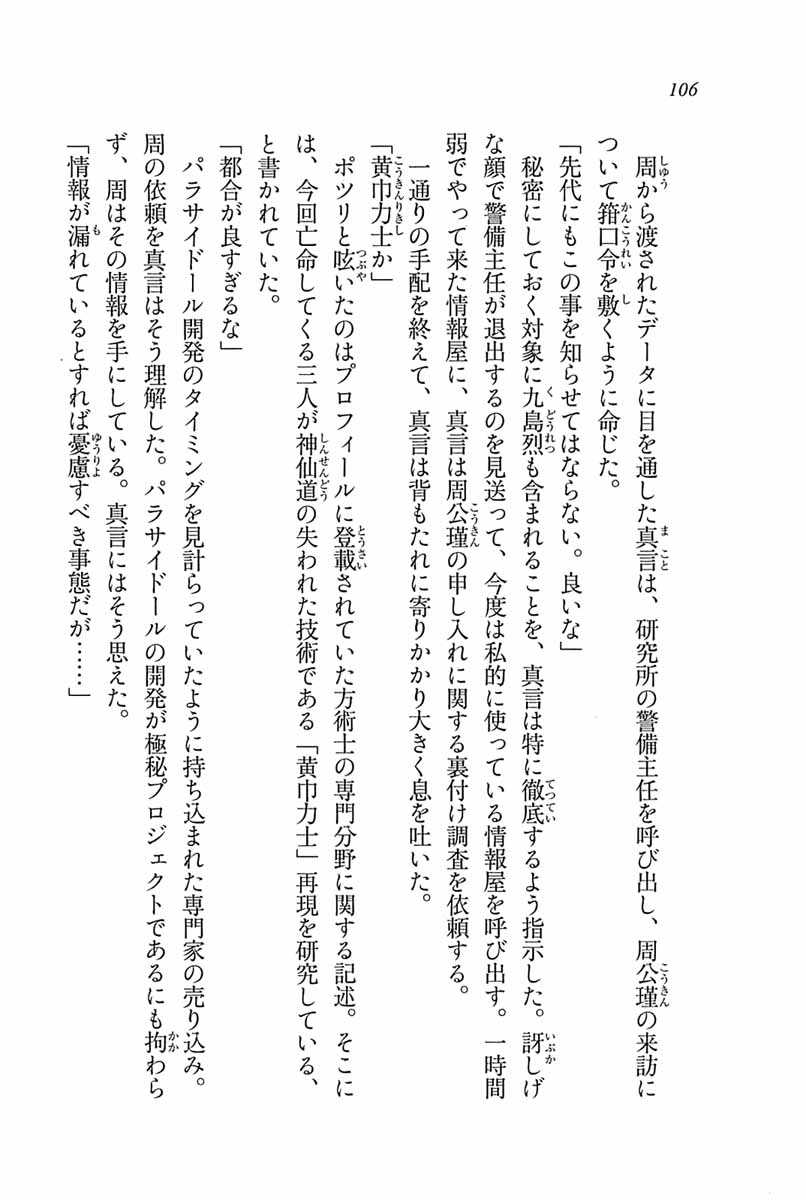 106
周から渡されたデータに目を通した真言は、研究所の警備主任を呼び出し、周公瑾の来訪に
ついて箝口令を敷くように命じた。
「先代にもこの事を知らせてはならない。良いな」
秘密にしておく対象に九島烈も含まれることを、真言は特に徹底するよう指示した。訝しげ
な顔で警備主任が退出するのを見送って、今度は私的に使っている情報屋を呼び出す。一時間
弱でやって来た情報屋に、真言は周公瑾の申し入れに関する裏付け調査を依頼する。
一通りの手配を終えて、真言は背もたれに寄りかかり大きく息を吐いた。
「黄巾力士か」
ポツリと呟いたのはプロフィールに登載されていた方術士の専門分野に関する記述。そこに
は、今回亡命してくる三人が神仙道の失われた技術である「黄巾力士」再現を研究している、
と書かれていた。
「都合が良すぎるな」
パラサイドール開発のタイミングを見計らっていたように持ち込まれた専門家の売り込み。
周の依頼を真言はそう理解した。パラサイドールの開発が極秘プロジェクトであるにも拘わら
ず、周はその情報を手にしている。真言にはそう思えた。
「情報が漏れているとすれば憂慮すべき事態だが……」